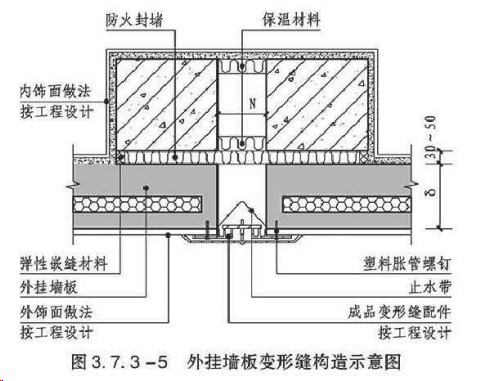 防火封堵
保温材料
内饰面做法
按工程设计
N
30~50
δ
弹性嵌缝材料
塑料胀管螺钉
外挂墙板
止水带
外饰面做法
成品变形缝配件
按工程设计
按工程设计
图 3.7.3-5 外挂墙板变形缝构造示意图